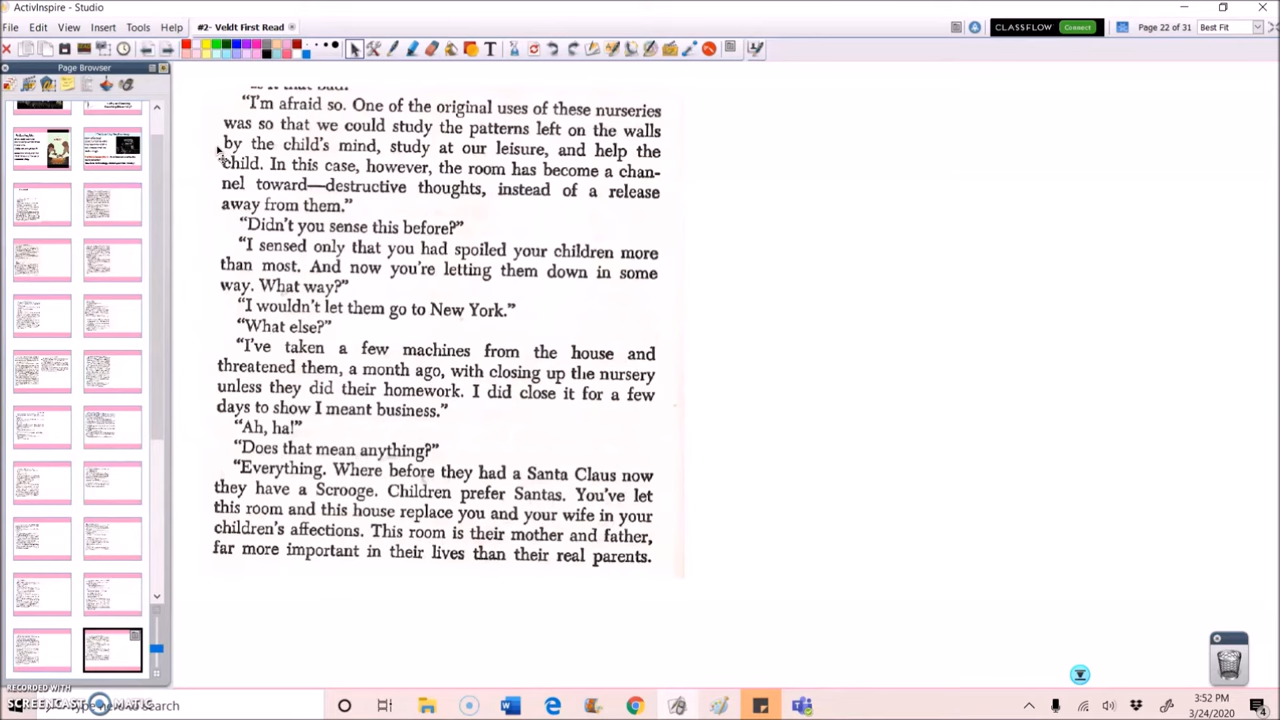 ActivInspire - Studio
File Edit View Insert Tools Help #2- Veldt First Read CLASSFLOW Connect Page 22 of 31 Best Fit
Page Browser
"I'm afraid so. One of the original uses of these nurseries
was so that we could study the patterns left on the walls
by the child's mind, study at our leisure, and help the
child. In this case, however, the room has become a chan-
nel toward—destructive thoughts, instead of a release
away from them."
"Didn't you sense this before?"
"I sensed only that you had spoiled your children more
than most. And now you're letting them down in some
way. What way?"
"I wouldn't let them go to New York."
"What else?"
"I've taken a few machines from the house and
threatened them, a month ago, with closing up the nursery
unless they did their homework. I did close it for a few
days to show I meant business."
"Ah, ha!"
"Does that mean anything?"
"Everything. Where before they had a Santa Claus now
they have a Scrooge. Children prefer Santas. You've let
this room and this house replace you and your wife in your
children's affections. This room is their mother and father,
far more important in their lives than their real parents.
RECORDED WITH
SCREENCAST-O-MATIC
here to search
3:52 PM
3/24/2020